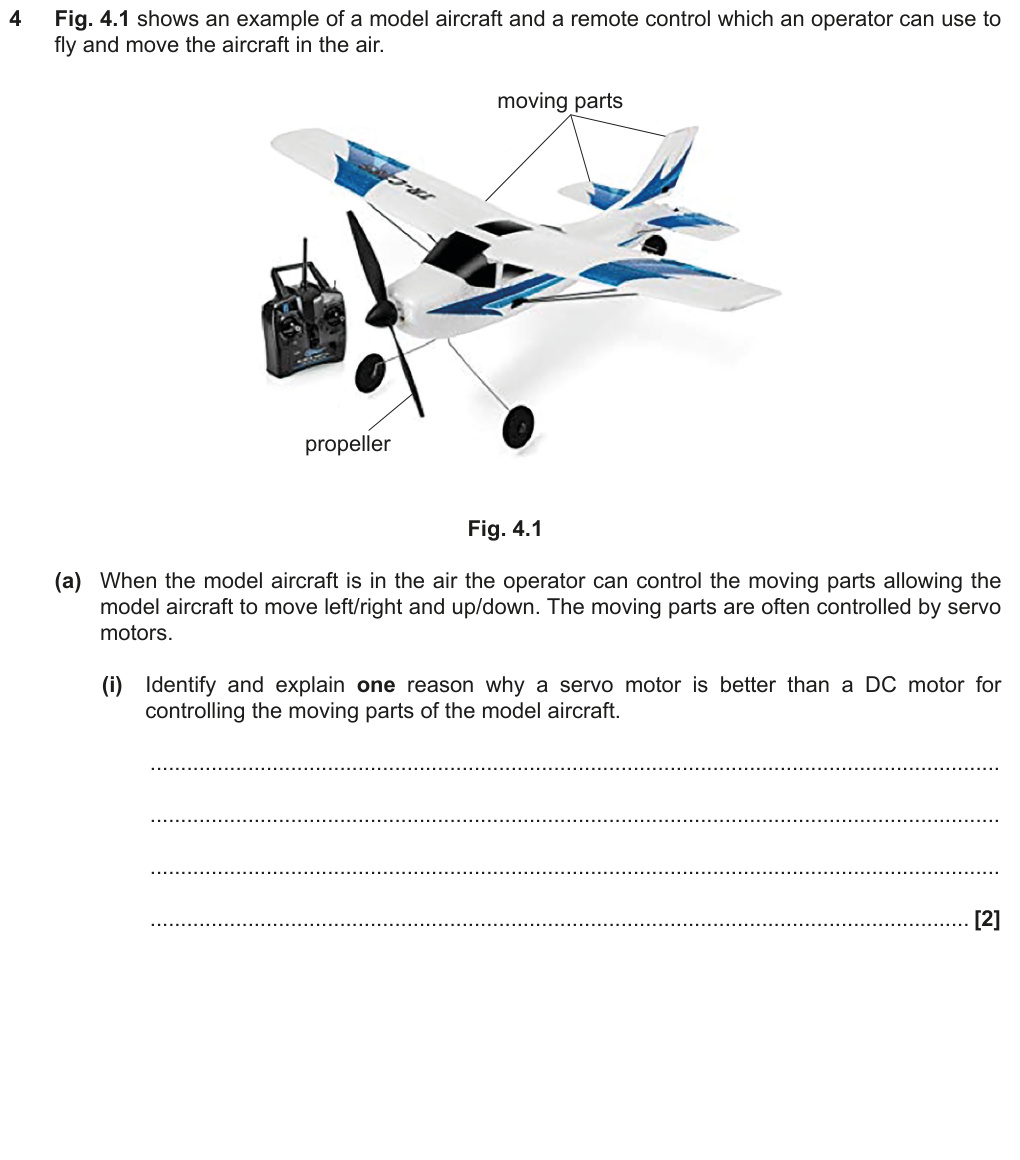 4 Fig. 4.1 shows an example of a model aircraft and a remote control which an operator can use to
fly and move the aircraft in the air.
moving parts
propeller
Fig. 4.1
(a) When the model aircraft is in the air the operator can control the moving parts allowing the
model aircraft to move left/right and up/down. The moving parts are often controlled by servo
motors.
(i) Identify and explain one reason why a servo motor is better than a DC motor for
controlling the moving parts of the model aircraft.
[2]